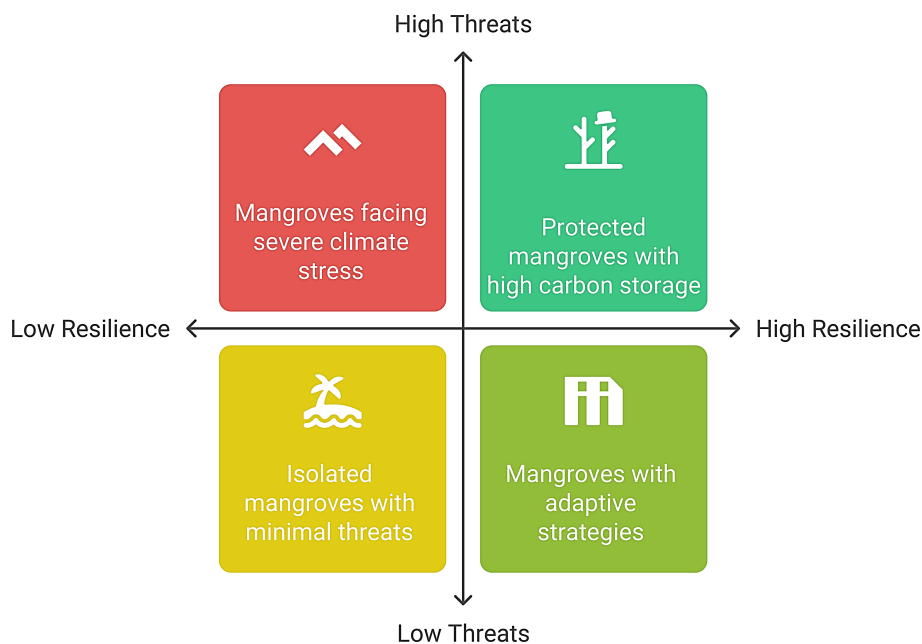 High Threats
Mangroves facing
severe climate
stress
Protected
mangroves with
high carbon storage
Low Resilience
High Resilience
Isolated
mangroves with
minimal threats
Mangroves with
adaptive
strategies
Low Threats